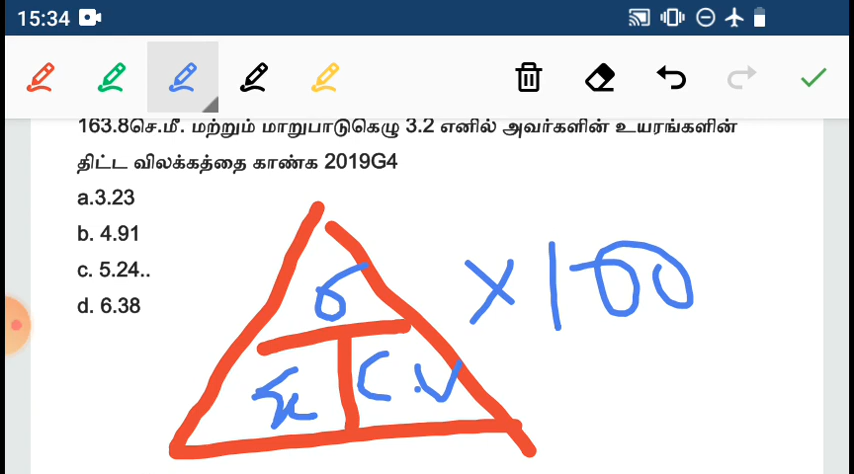 15:34
163.8செ.மீ. மற்றும் மாறுபாடுகெழு 3.2 எனில் அவர்களின் உயரங்களின்
திட்ட விலக்கத்தை காண்க 2019G4
a.3.23
b. 4.91
c. 5.24..
d. 6.38
σ × 100
x̄ C.V